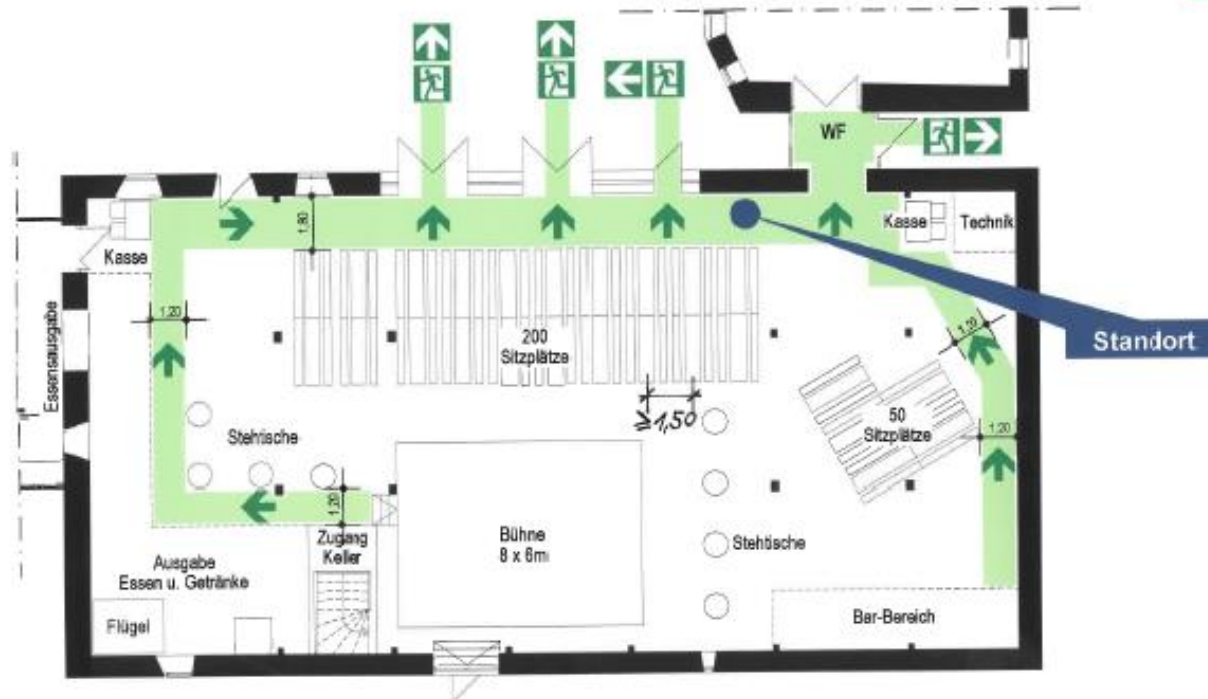 WF
Kasse
Technik
1,80
Kasse
1,20
200
Sitzplätze
1,20
Standort
Essensausgabe
≥1,50
50
Sitzplätze
1,20
Stehtische
1,20
Bühne
8 x 6m
Stehtische
Zugang
Keller
Ausgabe
Essen u. Getränke
Flügel
Bar-Bereich